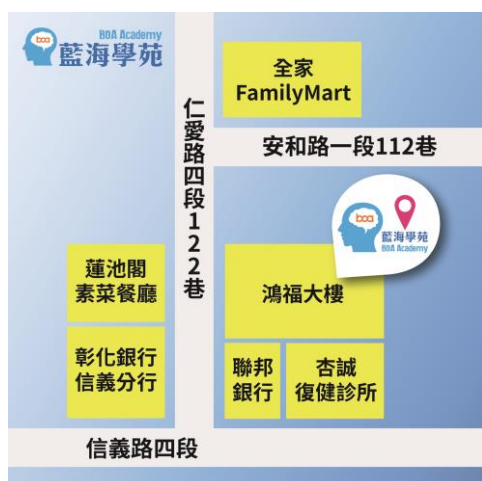 boa
BOA Academy
藍海學苑
全家
FamilyMart
仁愛路四段122巷
安和路一段112巷
boa
藍海學苑
BOA Academy
蓮池閣
素菜餐廳
鴻福大樓
彰化銀行
信義分行
聯邦
銀行
杏誠
復健診所
信義路四段